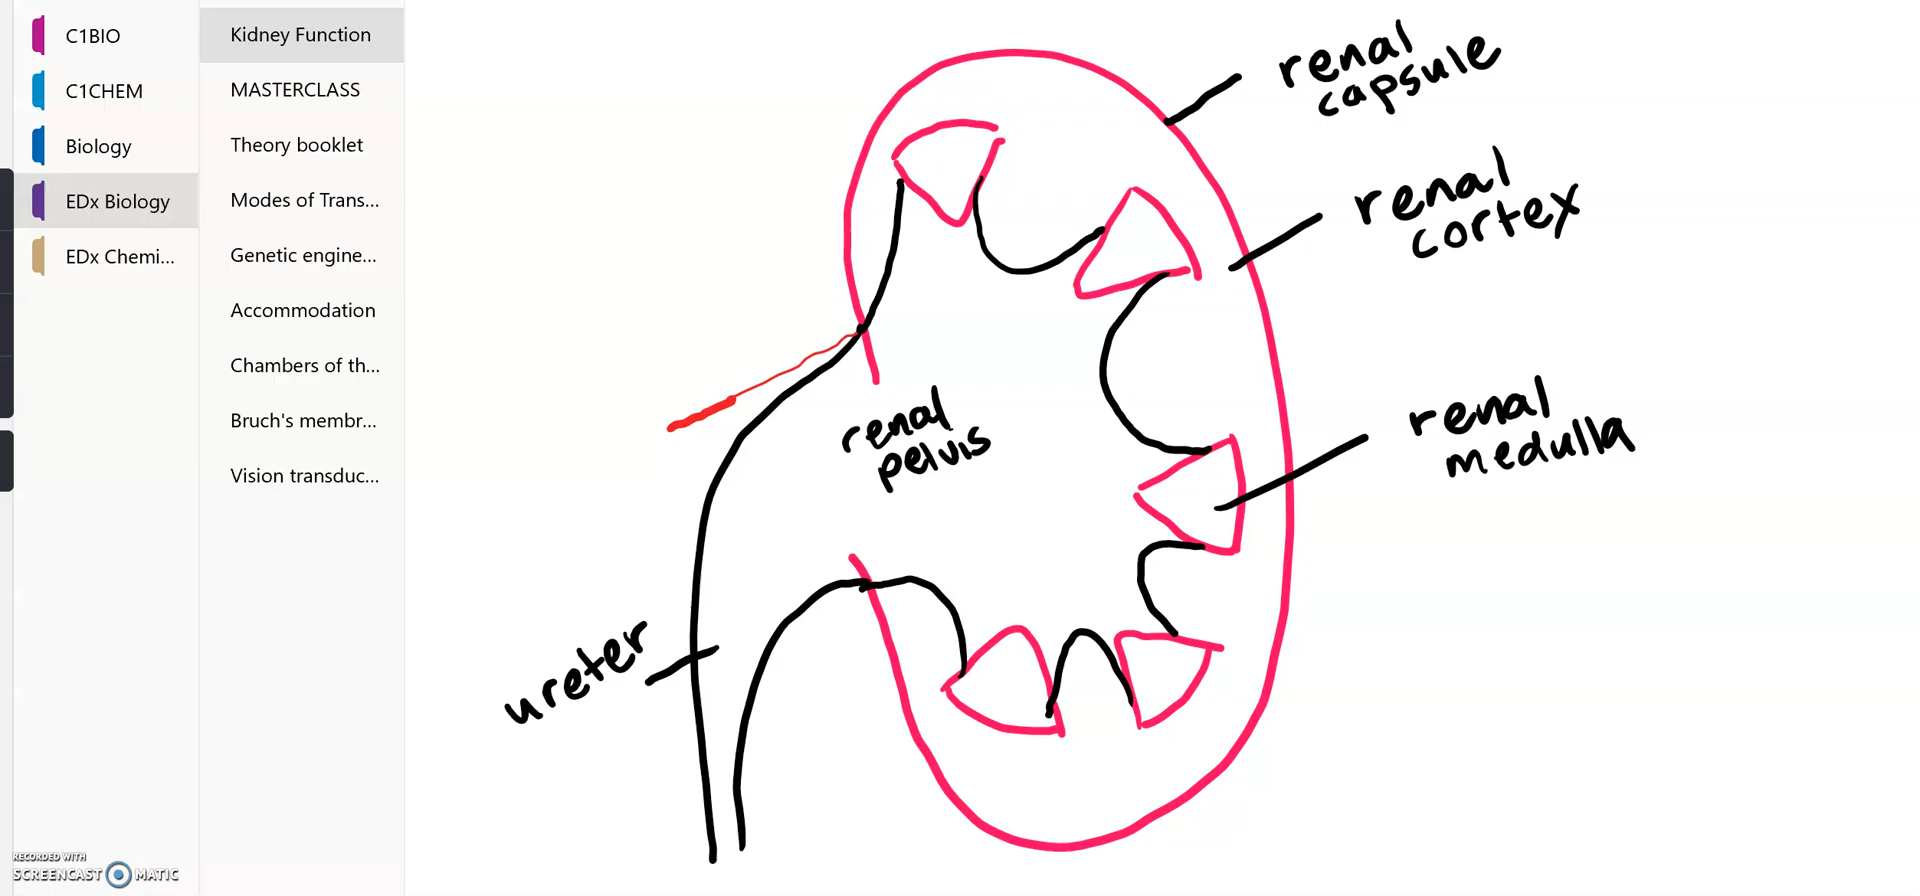 C1BIO
C1CHEM
Biology
EDx Biology
EDx Chemi...
Kidney Function
MASTERCLASS
Theory booklet
Modes of Trans...
Genetic engine...
Accommodation
Chambers of th...
Bruch's membr...
Vision transduc...
renal
capsule
renal
cortex
renal
medulla
renal
pelvis
ureter
RECORDED WITH
SCREENCAST MATIC